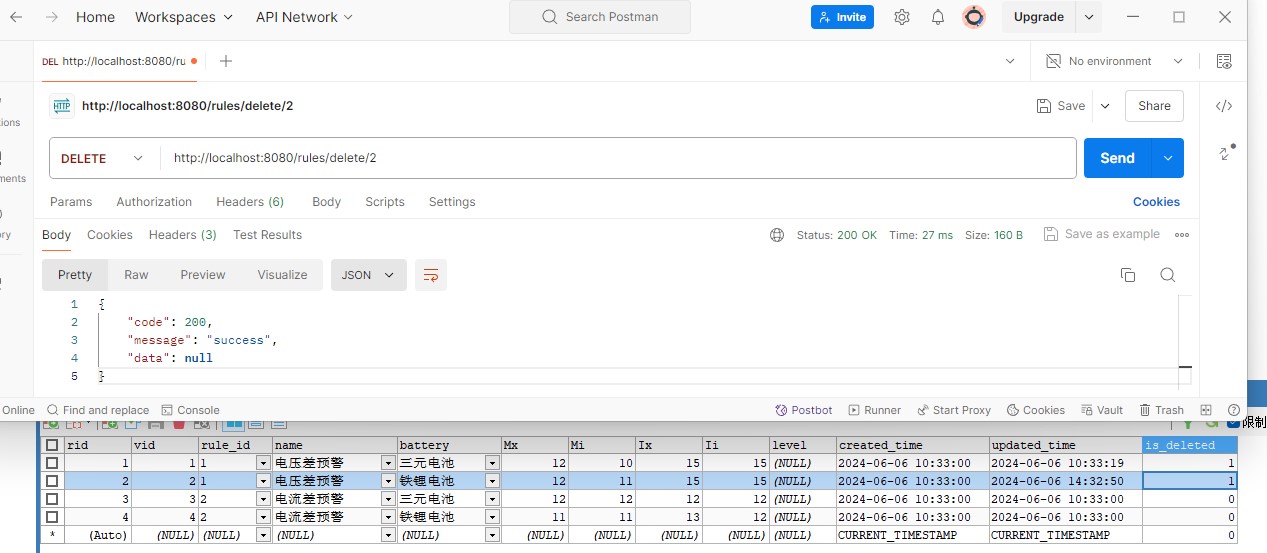 Home Workspaces API Network Search Postman Invite Upgrade
DEL http://localhost:8080/ru No environment
HTTP http://localhost:8080/rules/delete/2 Save Share
DELETE http://localhost:8080/rules/delete/2 Send
Params Authorization Headers (6) Body Scripts Settings Cookies
Body Cookies Headers (3) Test Results Status: 200 OK Time: 27 ms Size: 160 B Save as example
Pretty Raw Preview Visualize JSON
1 {
2 "code": 200,
3 "message": "success",
4 "data": null
5 }
Online Find and replace Console Postbot Runner Start Proxy Cookies Vault Trash
限制
rid vid rule_id name battery Mx Mi Ix Ii level created_time updated_time is_deleted
1 1 1 电压差预警 三元电池 12 10 15 15 (NULL) 2024-06-06 10:33:00 2024-06-06 10:33:19 1
2 2 1 电压差预警 铁锂电池 12 11 15 15 (NULL) 2024-06-06 10:33:00 2024-06-06 14:32:50 1
3 3 2 电流差预警 三元电池 12 12 12 12 (NULL) 2024-06-06 10:33:00 2024-06-06 10:33:00 0
4 4 2 电流差预警 铁锂电池 11 11 13 12 (NULL) 2024-06-06 10:33:00 2024-06-06 10:33:00 0
* (Auto) (NULL) (NULL) (NULL) (NULL) (NULL) (NULL) (NULL) (NULL) (NULL) CURRENT_TIMESTAMP CURRENT_TIMESTAMP 0